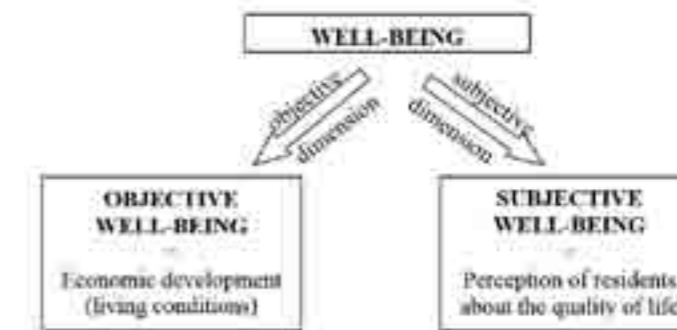 WELL-BEING
objective
dimension
subjective
dimension
OBJECTIVE
WELL-BEING
Economic development
(living conditions)
SUBJECTIVE
WELL-BEING
Perception of residents
about the quality of life